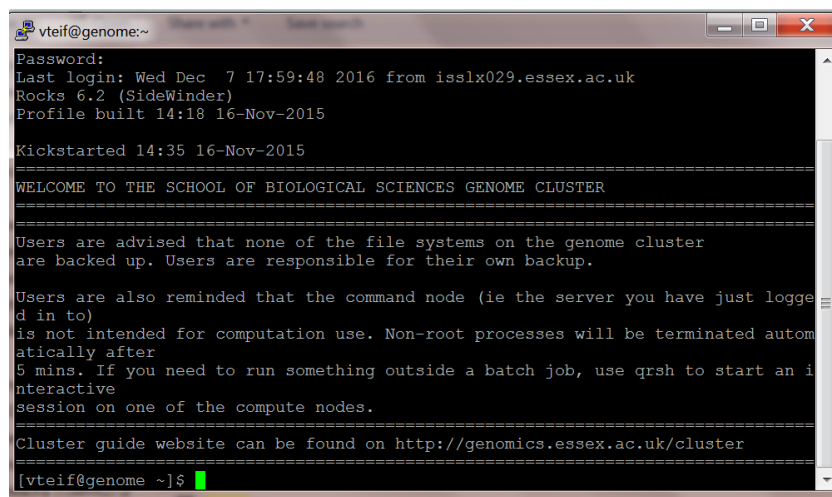 Share with Save search
vteif@genome:~
Password:
Last login: Wed Dec  7 17:59:48 2016 from isslx029.essex.ac.uk
Rocks 6.2 (SideWinder)
Profile built 14:18 16-Nov-2015
Kickstarted 14:35 16-Nov-2015
================================================================================
WELCOME TO THE SCHOOL OF BIOLOGICAL SCIENCES GENOME CLUSTER
================================================================================
================================================================================
Users are advised that none of the file systems on the genome cluster
are backed up. Users are responsible for their own backup.
Users are also reminded that the command node (ie the server you have just logge
d in to)
is not intended for computation use. Non-root processes will be terminated autom
atically after
5 mins. If you need to run something outside a batch job, use qrsh to start an i
nteractive
session on one of the compute nodes.
================================================================================
Cluster guide website can be found on http://genomics.essex.ac.uk/cluster
================================================================================
[vteif@genome ~]$